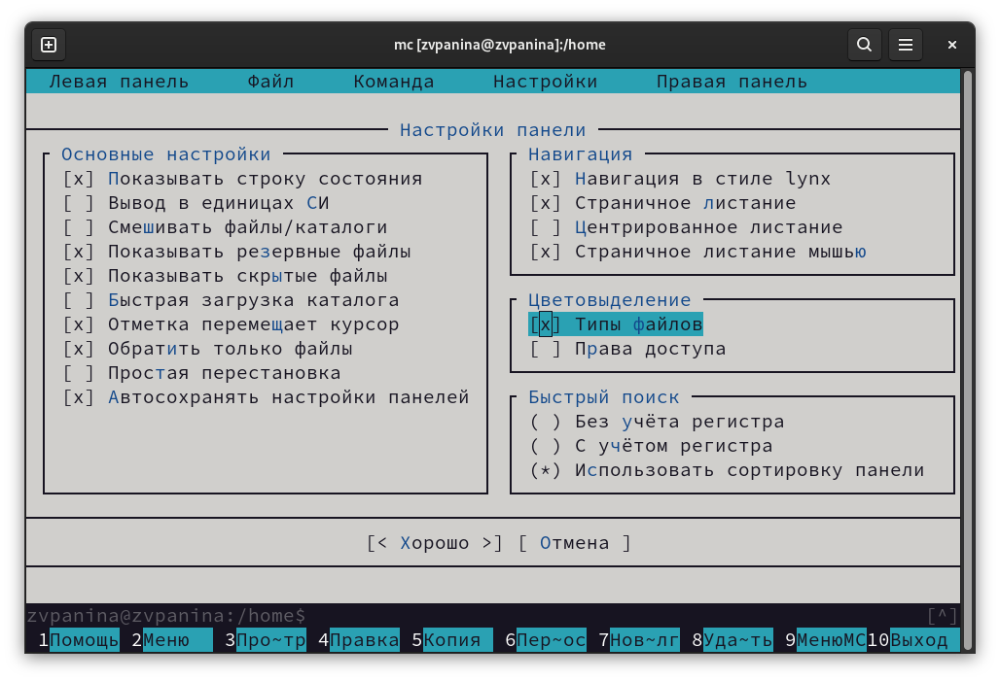 mc [zvpanina@zvpanina]:/home
Левая панель Файл Команда Настройки Правая панель
Настройки панели
Основные настройки
[x] Показывать строку состояния
[ ] Вывод в единицах СИ
[ ] Смешивать файлы/каталоги
[x] Показывать резервные файлы
[x] Показывать скрытые файлы
[ ] Быстрая загрузка каталога
[x] Отметка перемещает курсор
[x] Обратить только файлы
[ ] Простая перестановка
[x] Автосохранять настройки панелей
Навигация
[x] Навигация в стиле lynx
[x] Страничное листание
[ ] Центрированное листание
[x] Страничное листание мышью
Цветовыделение
[x] Типы файлов
[ ] Права доступа
Быстрый поиск
( ) Без учёта регистра
( ) С учётом регистра
(*) Использовать сортировку панели
[< Хорошо >] [ Отмена ]
zvpanina@zvpanina:/home$ [^]
1Помощь 2Меню 3Про~тр 4Правка 5Копия 6Пер~ос 7Нов~лг 8Уда~ть 9МенюMC10Выход